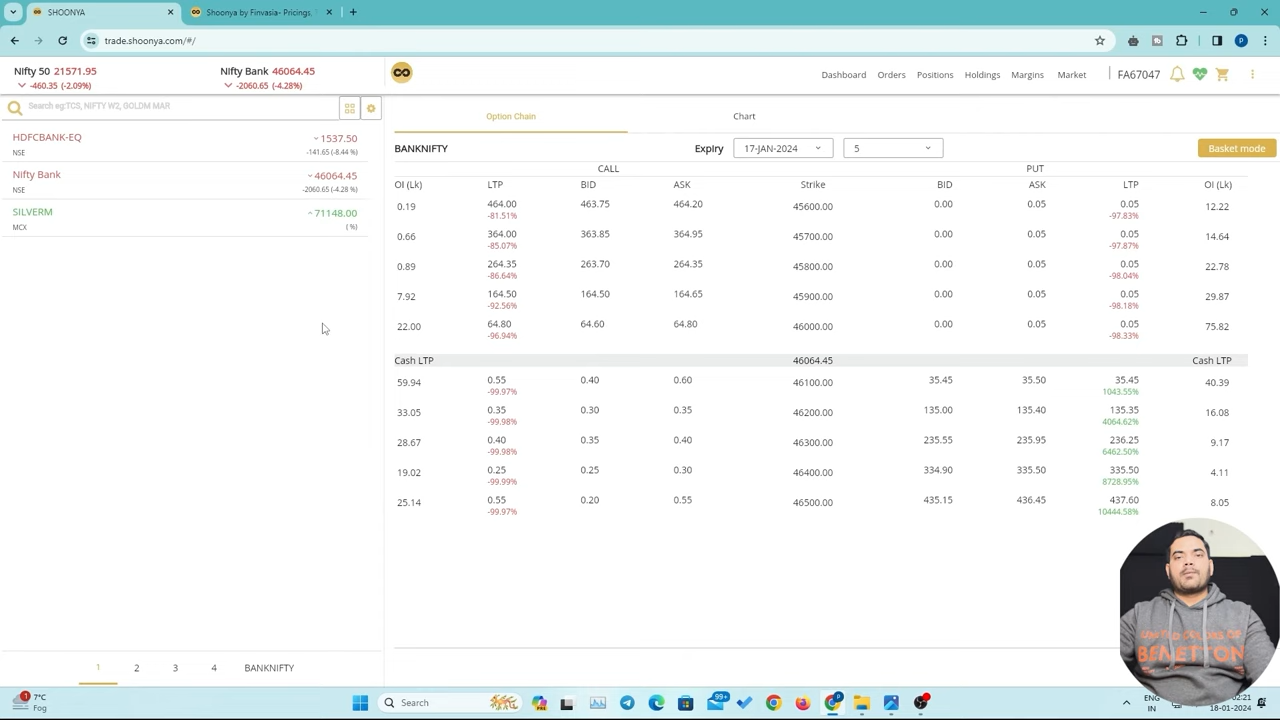 SHOONYA
Shoonya by Finvasia- Pricings,
trade.shoonya.com/#/
Nifty 50 21571.95
-460.35 (-2.09%)
Nifty Bank 46064.45
-2060.65 (-4.28%)
Dashboard Orders Positions Holdings Margins Market FA67047
Search eg:TCS, NIFTY W2, GOLDM MAR
HDFCBANK-EQ 1537.50
NSE -141.65 (-8.44 %)
Nifty Bank 46064.45
NSE -2060.65 (-4.28 %)
SILVERM 71148.00
MCX ( %)
1 2 3 4 BANKNIFTY
Option Chain Chart
BANKNIFTY Expiry 17-JAN-2024 5 Basket mode
CALL PUT
OI (Lk) LTP BID ASK Strike BID ASK LTP OI (Lk)
0.19 464.00 463.75 464.20 45600.00 0.00 0.05 0.05 12.22
-81.51% -97.83%
0.66 364.00 363.85 364.95 45700.00 0.00 0.05 0.05 14.64
-85.07% -97.87%
0.89 264.35 263.70 264.35 45800.00 0.00 0.05 0.05 22.78
-86.64% -98.04%
7.92 164.50 164.50 164.65 45900.00 0.00 0.05 0.05 29.87
-92.56% -98.18%
22.00 64.80 64.60 64.80 46000.00 0.00 0.05 0.05 75.82
-96.94% -98.33%
Cash LTP 46064.45 Cash LTP
59.94 0.55 0.40 0.60 46100.00 35.45 35.50 35.45 40.39
-99.97% 1043.55%
33.05 0.35 0.30 0.35 46200.00 135.00 135.40 135.35 16.08
-99.98% 4064.62%
28.67 0.40 0.35 0.40 46300.00 235.55 235.95 236.25 9.17
-99.98% 6462.50%
19.02 0.25 0.25 0.30 46400.00 334.90 335.50 335.50 4.11
-99.99% 8728.95%
25.14 0.55 0.20 0.55 46500.00 435.15 436.45 437.60 8.05
-99.97% 10444.58%
BENETTON
1
7°C
Fog
Search
99+
ENG
IN
02:21
18-01-2024